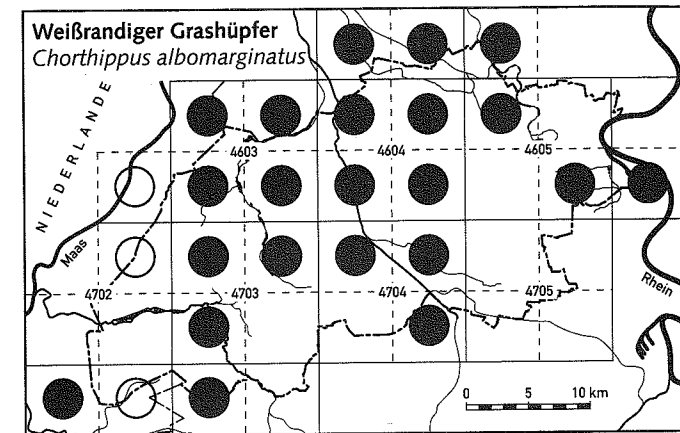 Weißrandiger Grashüpfer
Chorthippus albomarginatus
NIEDERLANDE
4603
4604
4605
Maas
4702
4703
4704
4705
Rhein
0 5 10 km